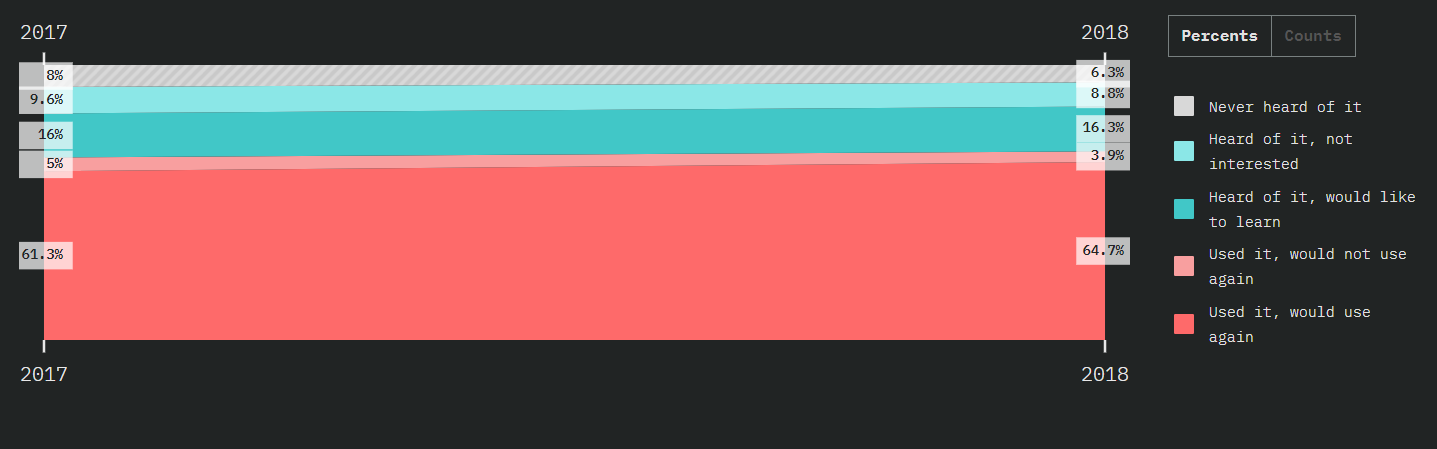 2017
2018
Percents
Counts
8%
6.3%
9.6%
8.8%
16%
16.3%
5%
3.9%
61.3%
64.7%
Never heard of it
Heard of it, not
interested
Heard of it, would like
to learn
Used it, would not use
again
Used it, would use
again
2017
2018